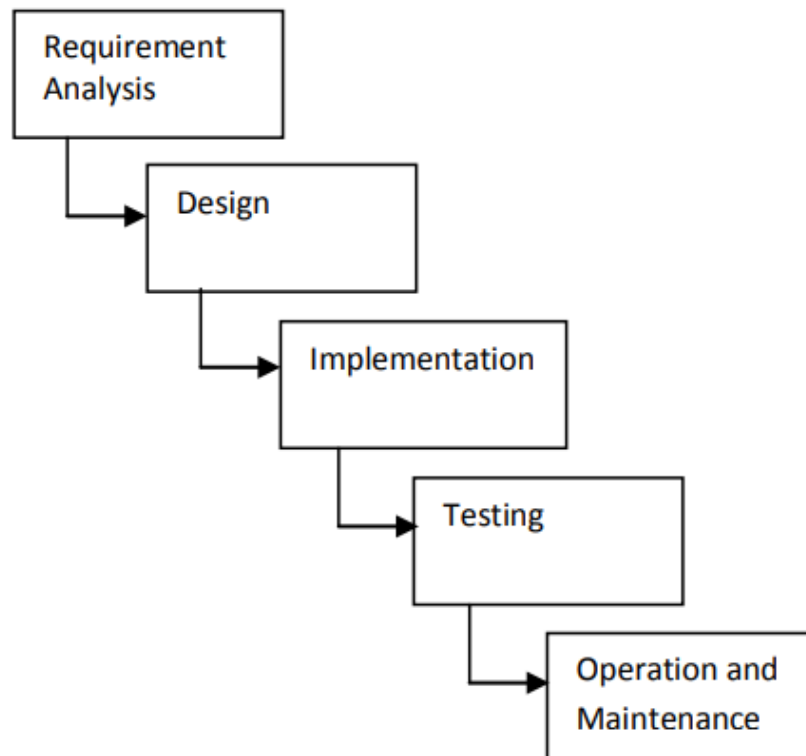 Requirement
Analysis
Design
Implementation
Testing
Operation and
Maintenance